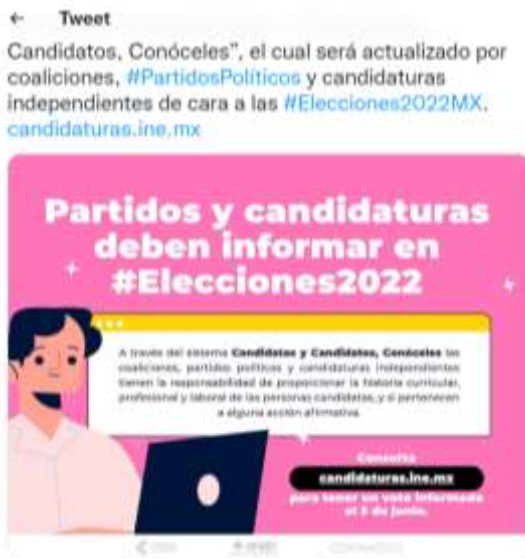 Tweet
Candidatos, Conóceles", el cual será actualizado por
coaliciones, #PartidosPolíticos y candidaturas
independientes de cara a las #Elecciones2022MX.
candidaturas.ine.mx
Partidos y candidaturas
deben informar en
#Elecciones2022
A través del sistema Candidatas y Candidatos, Conóceles las
coaliciones, partidos políticos y candidaturas independientes
tienen la responsabilidad de proporcionar la historia curricular,
profesional y laboral de las personas candidatas, y si pertenecen
a alguna acción afirmativa.
Consulta
candidaturas.ine.mx
para tener un voto informado
el 5 de junio.